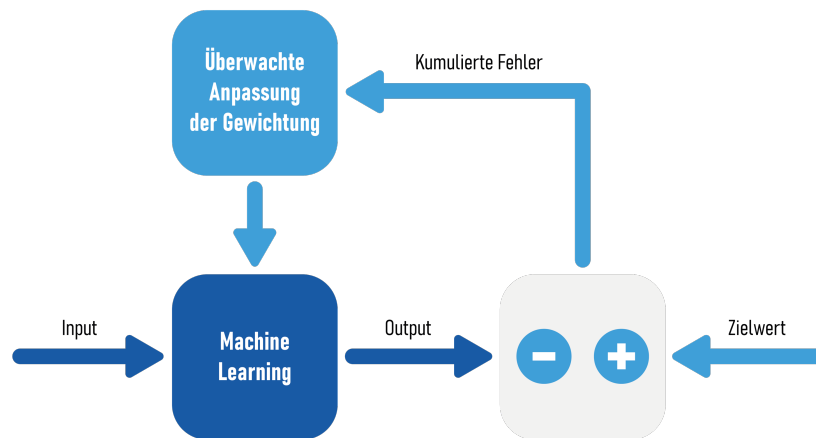 Überwachte
Anpassung
der Gewichtung
Kumulierte Fehler
Input
Machine
Learning
Output
Zielwert